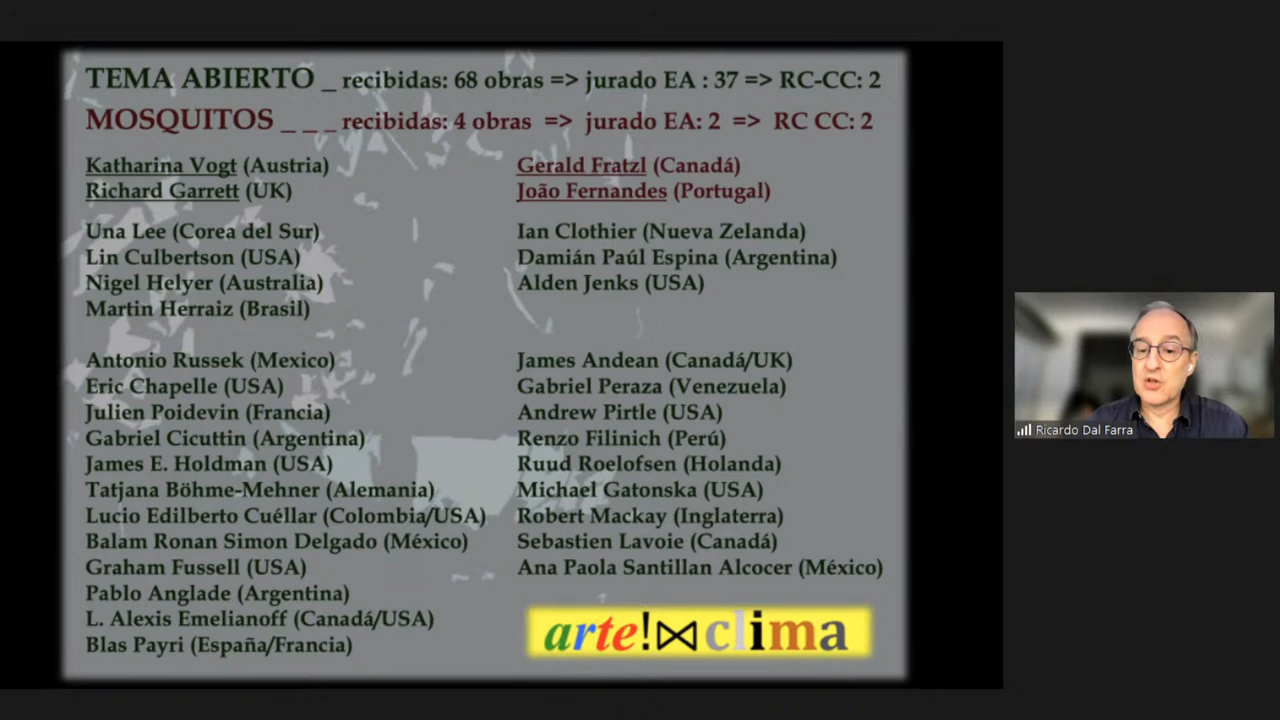 TEMA ABIERTO _ recibidas: 68 obras => jurado EA : 37 => RC-CC: 2
MOSQUITOS _ _ _ recibidas: 4 obras => jurado EA: 2 => RC CC: 2
Katharina Vogt (Austria)
Richard Garrett (UK)
Gerald Fratzl (Canadá)
João Fernandes (Portugal)
Una Lee (Corea del Sur)
Lin Culbertson (USA)
Nigel Helyer (Australia)
Martin Herraiz (Brasil)
Ian Clothier (Nueva Zelanda)
Damián Paúl Espina (Argentina)
Alden Jenks (USA)
Antonio Russek (Mexico)
Eric Chapelle (USA)
Julien Poidevin (Francia)
Gabriel Cicuttin (Argentina)
James E. Holdman (USA)
Tatjana Böhme-Mehner (Alemania)
Lucio Edilberto Cuéllar (Colombia/USA)
Balam Ronan Simon Delgado (México)
Graham Fussell (USA)
Pablo Anglade (Argentina)
L. Alexis Emelianoff (Canadá/USA)
Blas Payri (España/Francia)
James Andean (Canadá/UK)
Gabriel Peraza (Venezuela)
Andrew Pirtle (USA)
Renzo Filinich (Perú)
Ruud Roelofsen (Holanda)
Michael Gatonska (USA)
Robert Mackay (Inglaterra)
Sebastien Lavoie (Canadá)
Ana Paola Santillan Alcocer (México)
arte!⋈clima
Ricardo Dal Farra